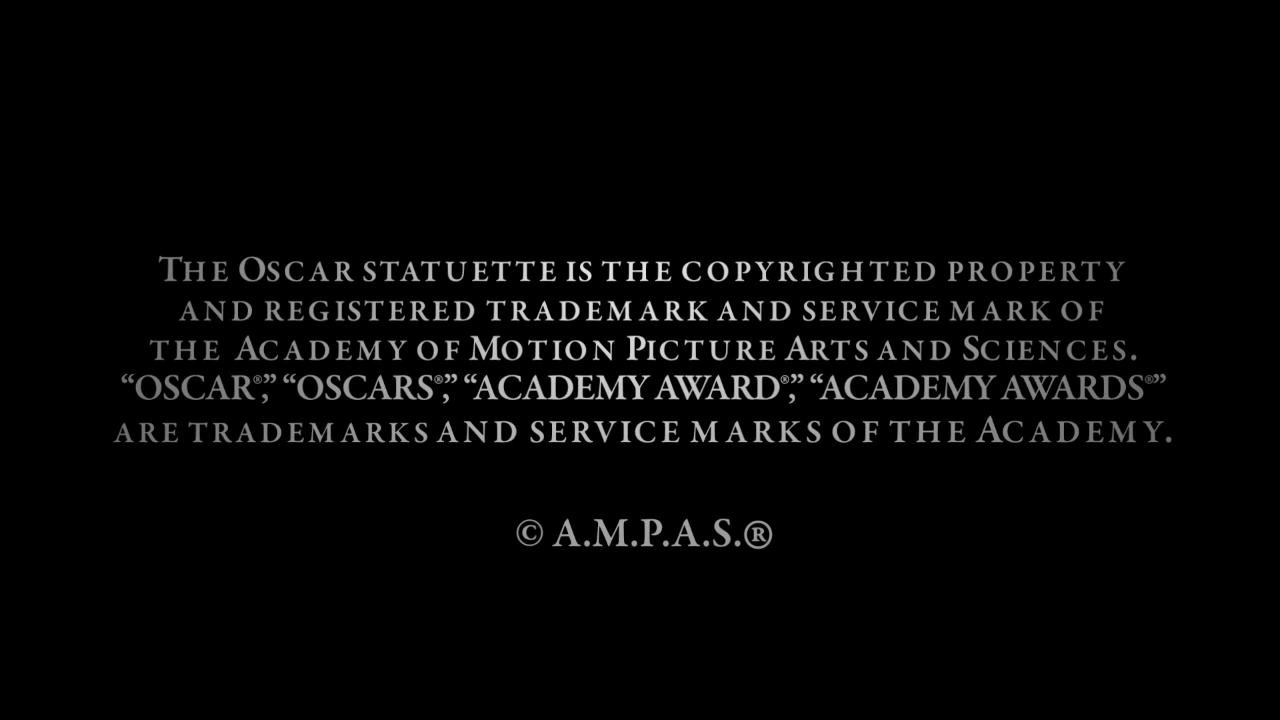 The Oscar statuette is the copyrighted property
and registered trademark and service mark of
the Academy of Motion Picture Arts and Sciences.
“OSCAR®,” “OSCARS®,” “ACADEMY AWARD®,” “ACADEMY AWARDS®”
are trademarks and service marks of the Academy.
© A.M.P.A.S.®